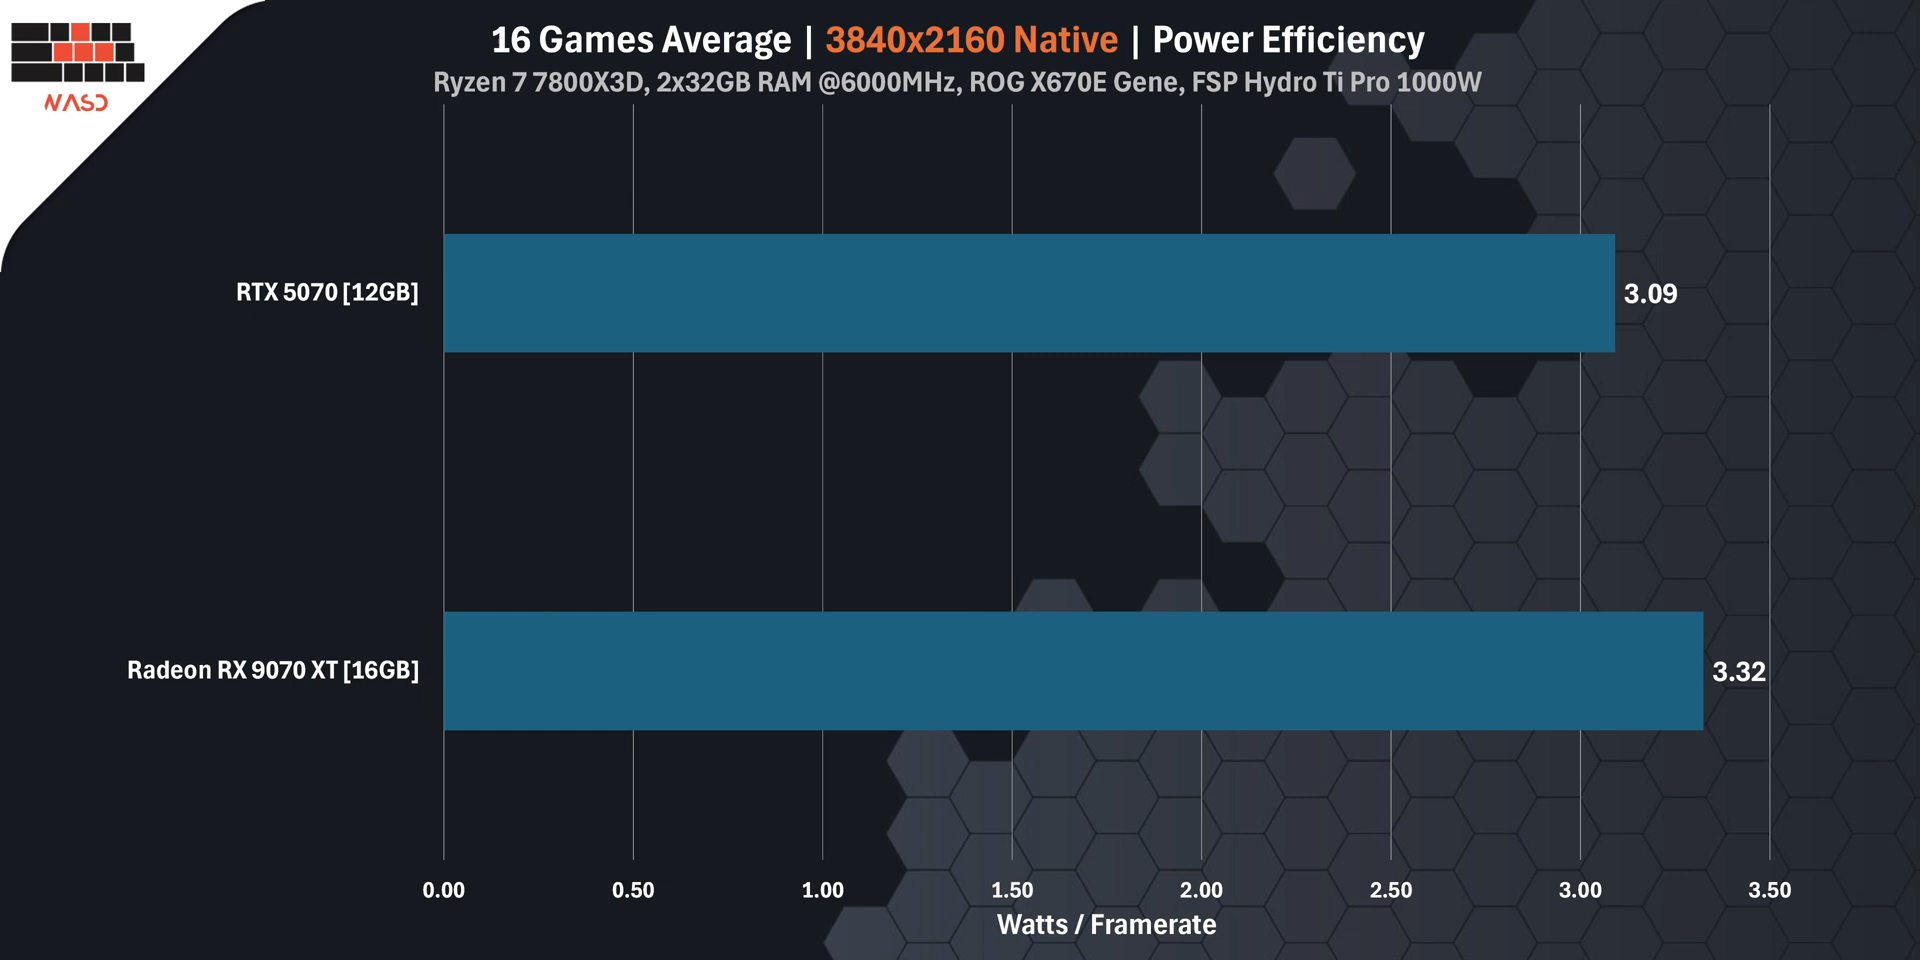 WASD
16 Games Average | 3840x2160 Native | Power Efficiency
Ryzen 7 7800X3D, 2x32GB RAM @6000MHz, ROG X670E Gene, FSP Hydro Ti Pro 1000W
RTX 5070 [12GB]
3.09
Radeon RX 9070 XT [16GB]
3.32
0.00 0.50 1.00 1.50 2.00 2.50 3.00 3.50
Watts / Framerate